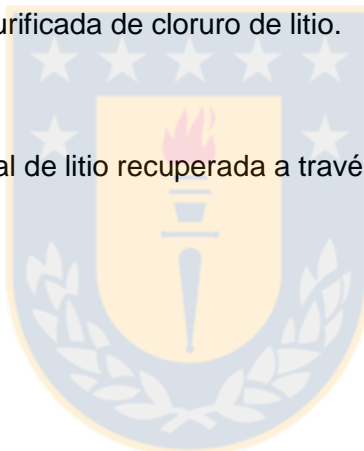 urificada de cloruro de litio.
al de litio recuperada a travé